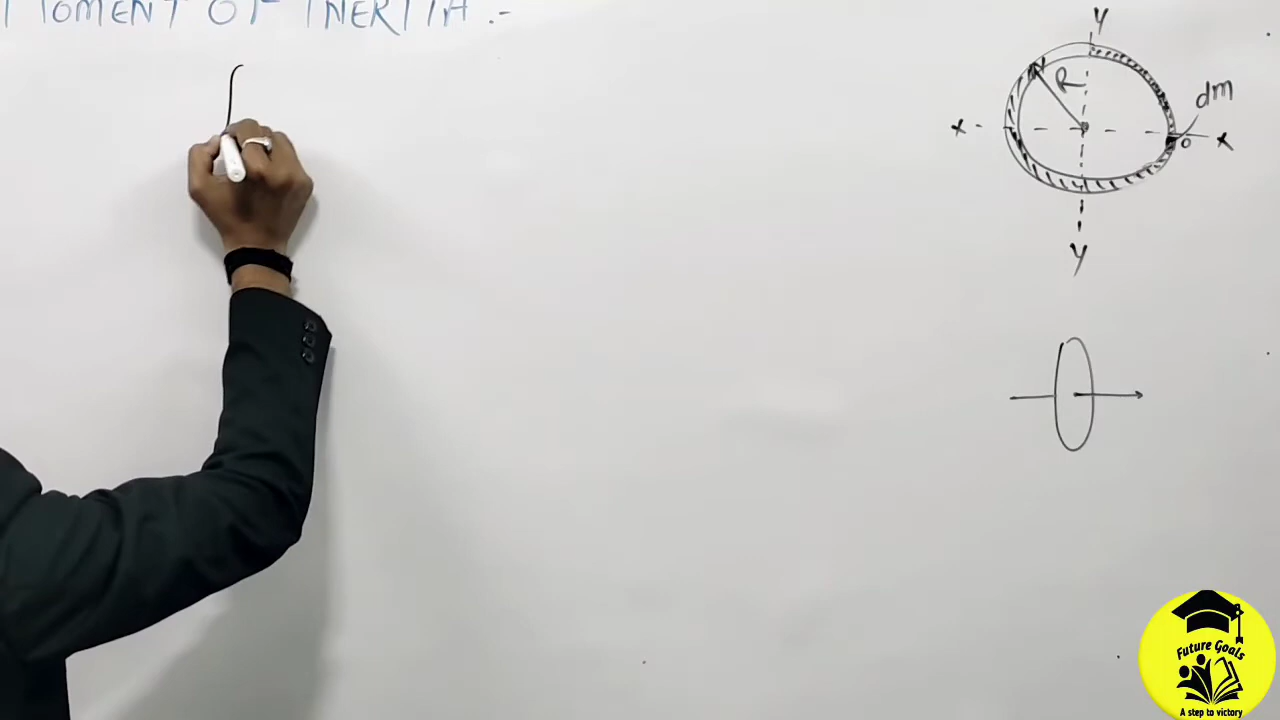 MOMENT OF INERTIA :-
y
R
dm
x
o
x
y
Future Goals
A step to victory